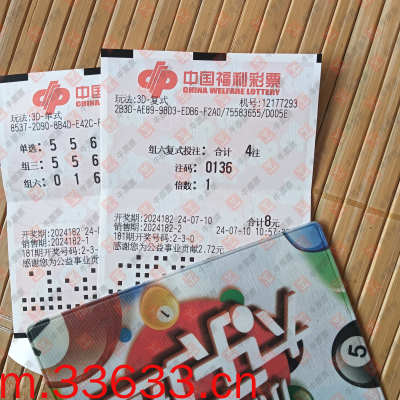 中国福利彩票
CHINA WELFARE LOTTERY
玩法:3D-复式
机号:12177293
2B3D-AE89-98D3-ED86-F2A0/75583655/D0D5E
组六复式投注: 合计 4注
注码: 0136
倍数: 1
开奖期:2024182 24-07-10
合计8元
销售期:2024182-2
24-07-10
181期开奖号码:2-3-0
感谢您为公益事业贡献2.72元
中国
CHINA
玩法:3D-单式
8537-2D90-8B4D-E42C-
单选: 5 5 6
组三: 5 5 6
组六: 0 1 6
开奖期:2024182
销售期:2024182-1
181期开奖号码:2-3-0
感谢您为公益事业贡
5
m.33633.cn